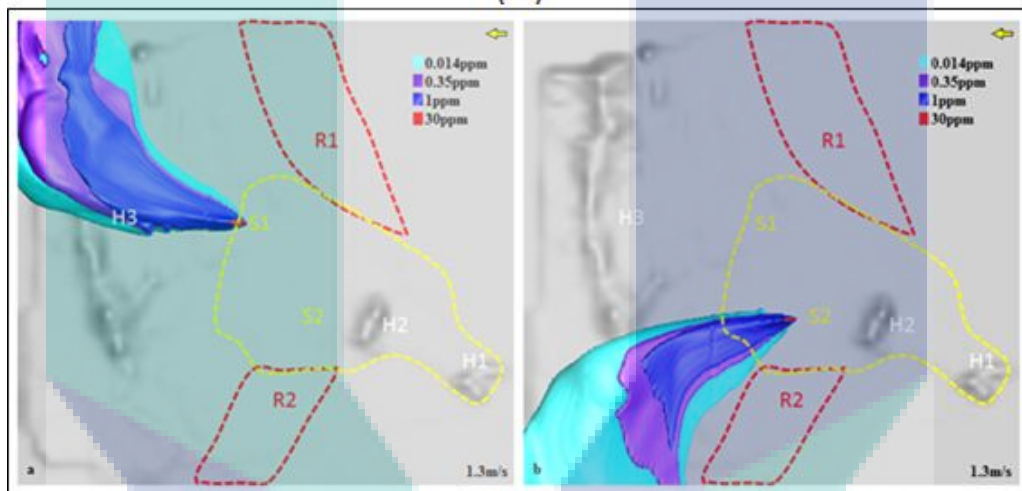 0.014ppm
0.35ppm
1ppm
30ppm
R1
H3
S1
S2
H2
H1
R2
a
1.3m/s
0.014ppm
0.35ppm
1ppm
30ppm
R1
H3
S1
S2
H2
H1
R2
b
1.3m/s